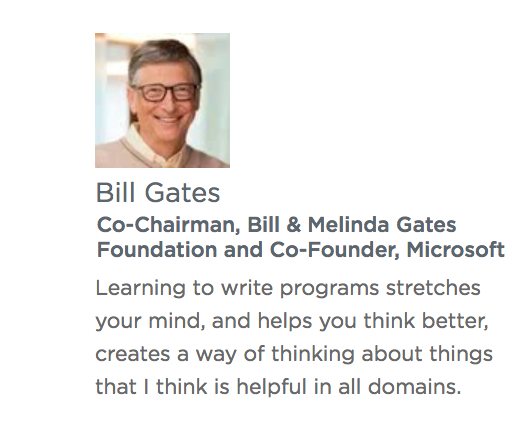 Bill Gates
Co-Chairman, Bill & Melinda Gates
Foundation and Co-Founder, Microsoft
Learning to write programs stretches
your mind, and helps you think better,
creates a way of thinking about things
that I think is helpful in all domains.